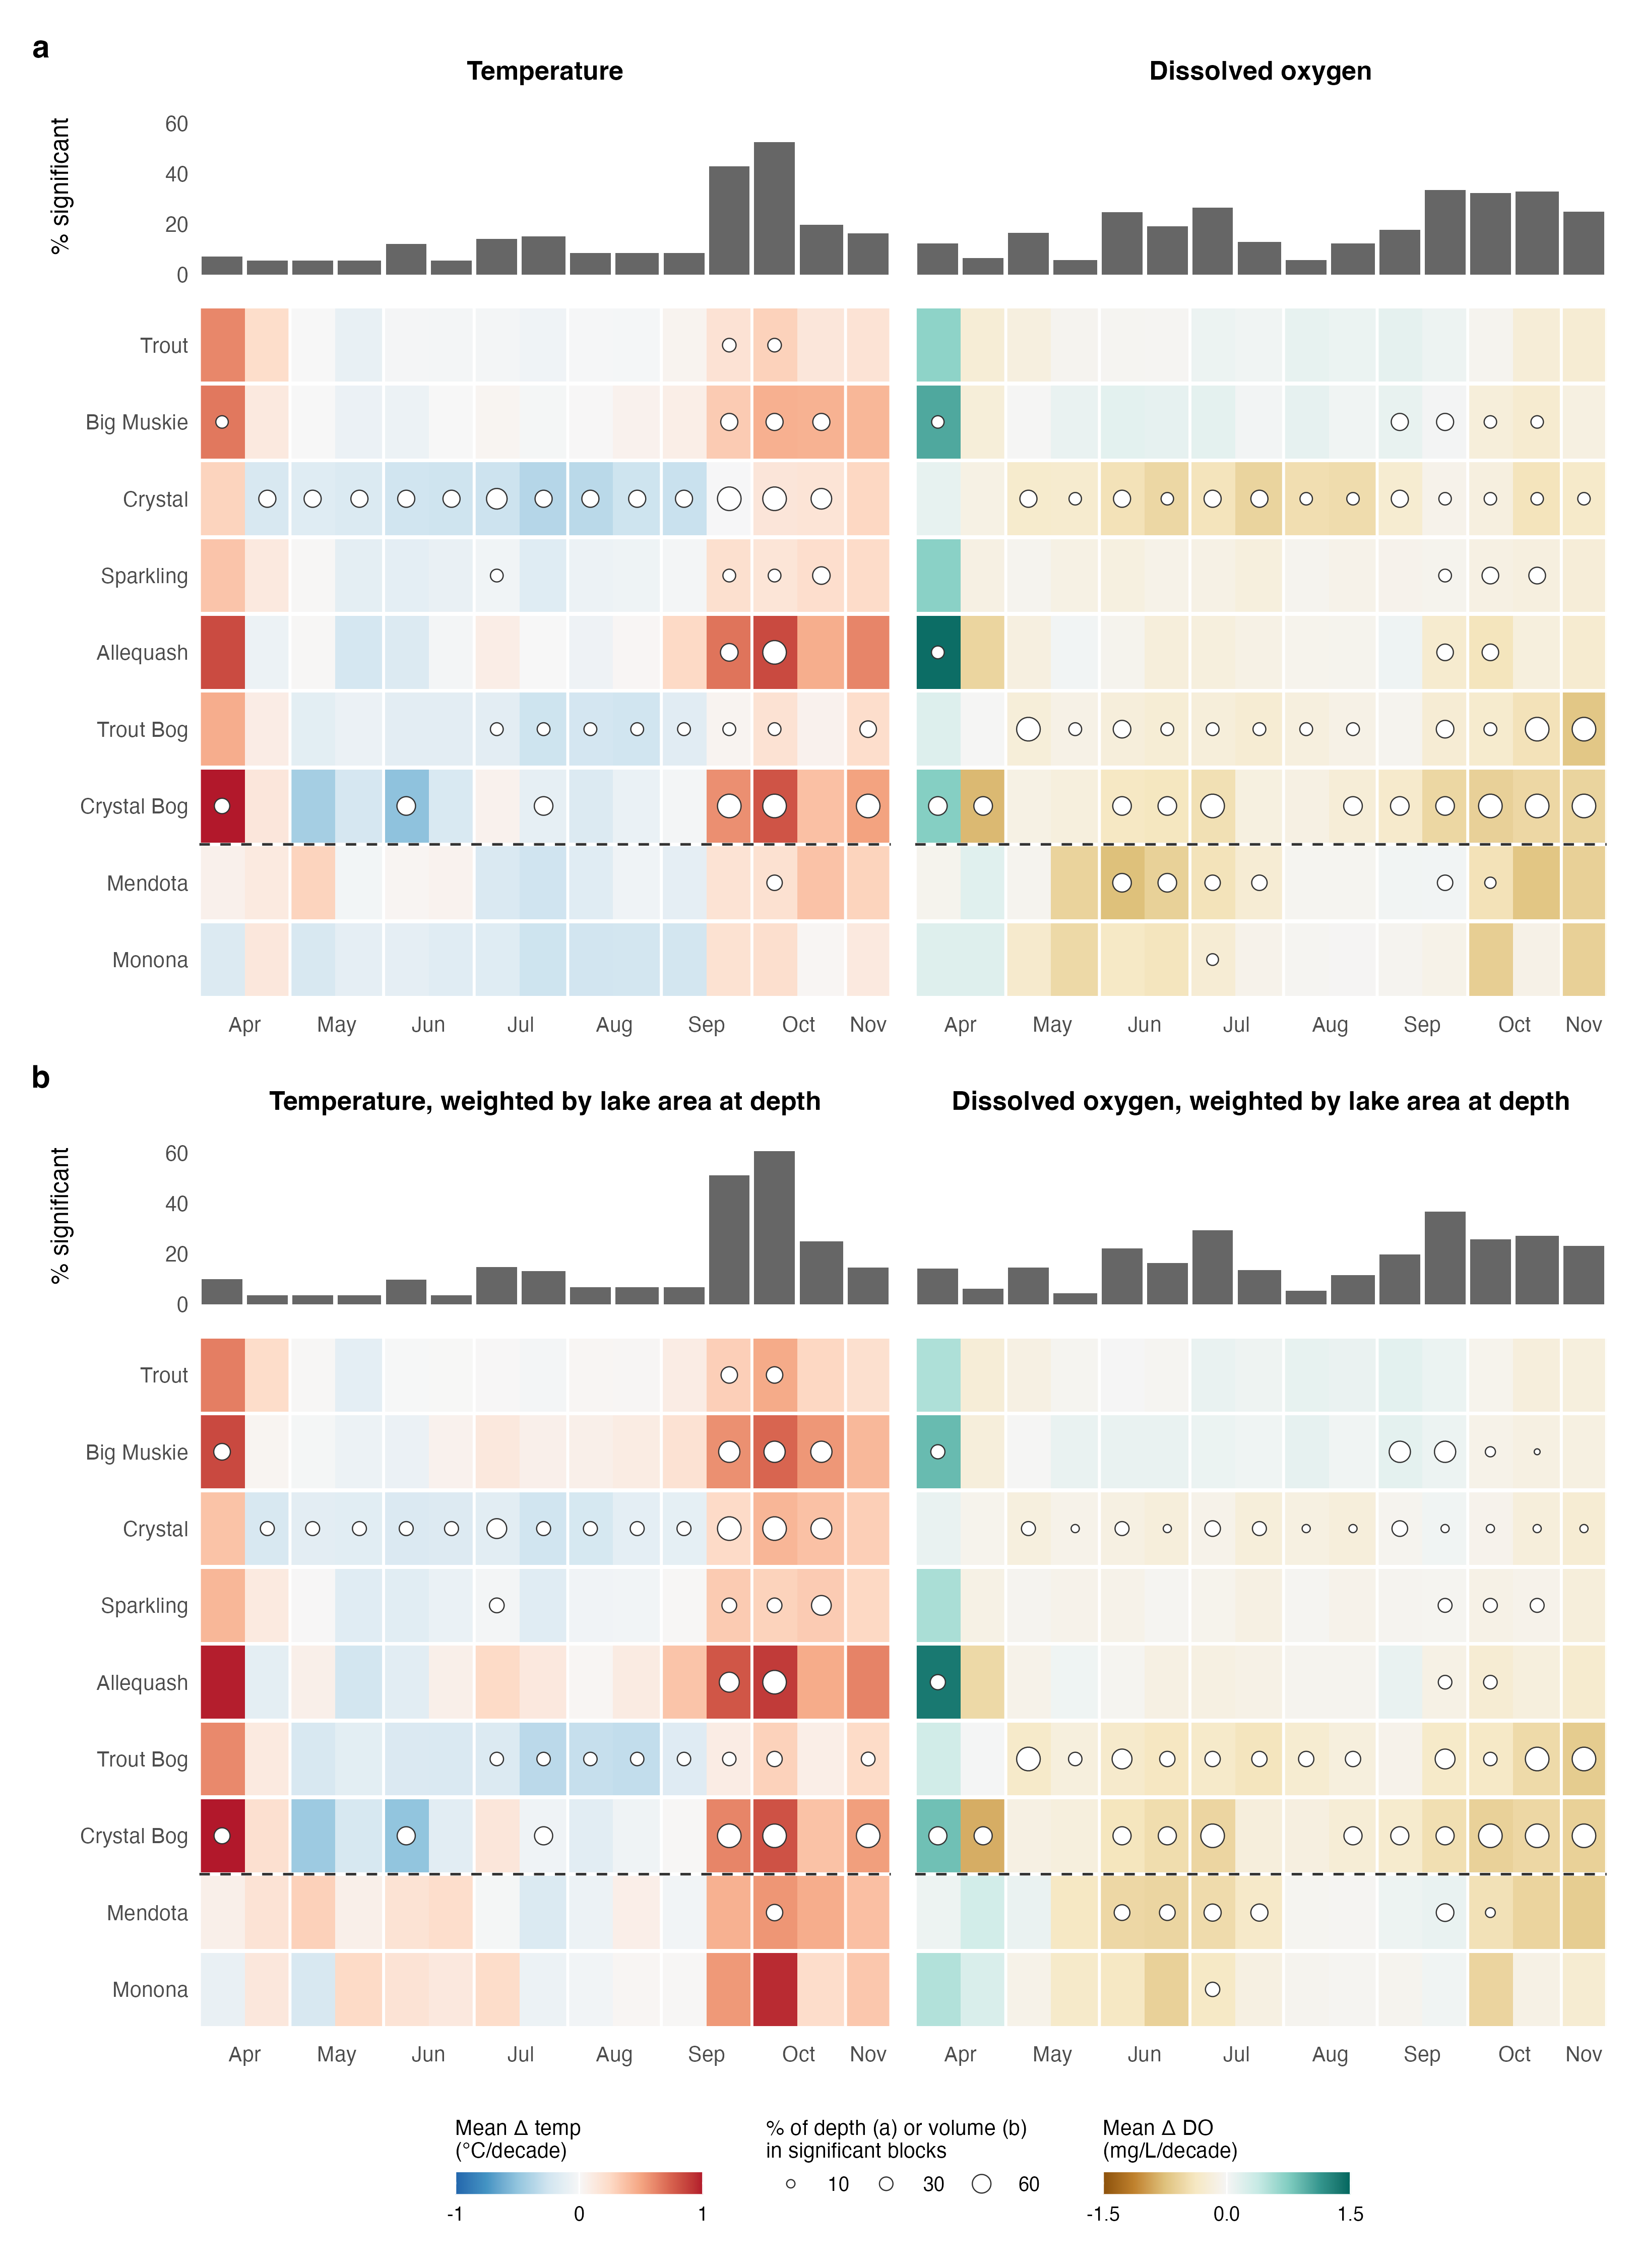 a
Temperature
Dissolved oxygen
% significant
60
40
20
0
Trout
Big Muskie
Crystal
Sparkling
Allequash
Trout Bog
Crystal Bog
Mendota
Monona
Apr May Jun Jul Aug Sep Oct Nov
Apr May Jun Jul Aug Sep Oct Nov
b
Temperature, weighted by lake area at depth
Dissolved oxygen, weighted by lake area at depth
% significant
60
40
20
0
Trout
Big Muskie
Crystal
Sparkling
Allequash
Trout Bog
Crystal Bog
Mendota
Monona
Apr May Jun Jul Aug Sep Oct Nov
Apr May Jun Jul Aug Sep Oct Nov
Mean Δ temp
(°C/decade)
-1 0 1
% of depth (a) or volume (b)
in significant blocks
10 30 60
Mean Δ DO
(mg/L/decade)
-1.5 0.0 1.5